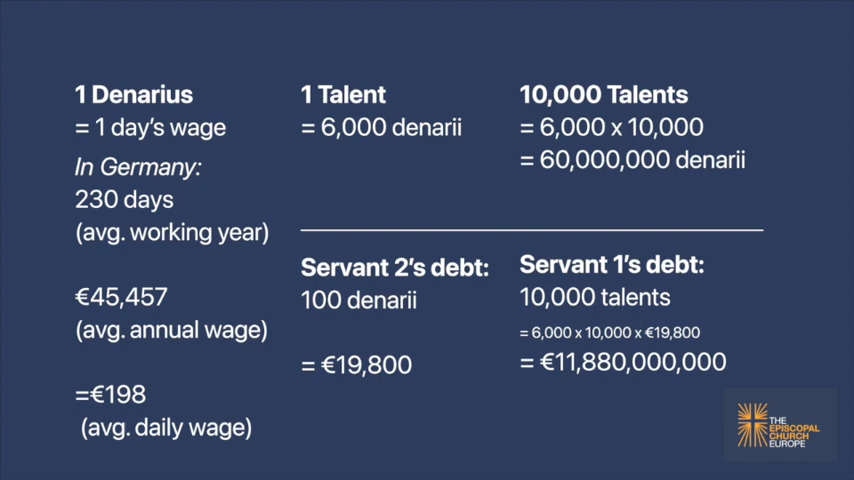 1 Denarius
= 1 day's wage
In Germany:
230 days
(avg. working year)
€45,457
(avg. annual wage)
=€198
(avg. daily wage)
1 Talent
= 6,000 denarii
10,000 Talents
= 6,000 x 10,000
= 60,000,000 denarii
Servant 2's debt:
100 denarii
= €19,800
Servant 1's debt:
10,000 talents
= 6,000 x 10,000 x €19,800
= €11,880,000,000
THE
EPISCOPAL
CHURCH
EUROPE